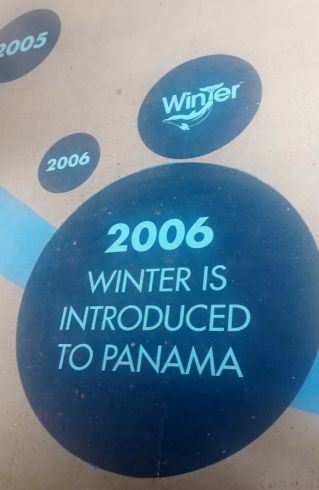 2005
Winter
2006
2006
WINTER IS
INTRODUCED
TO PANAMA